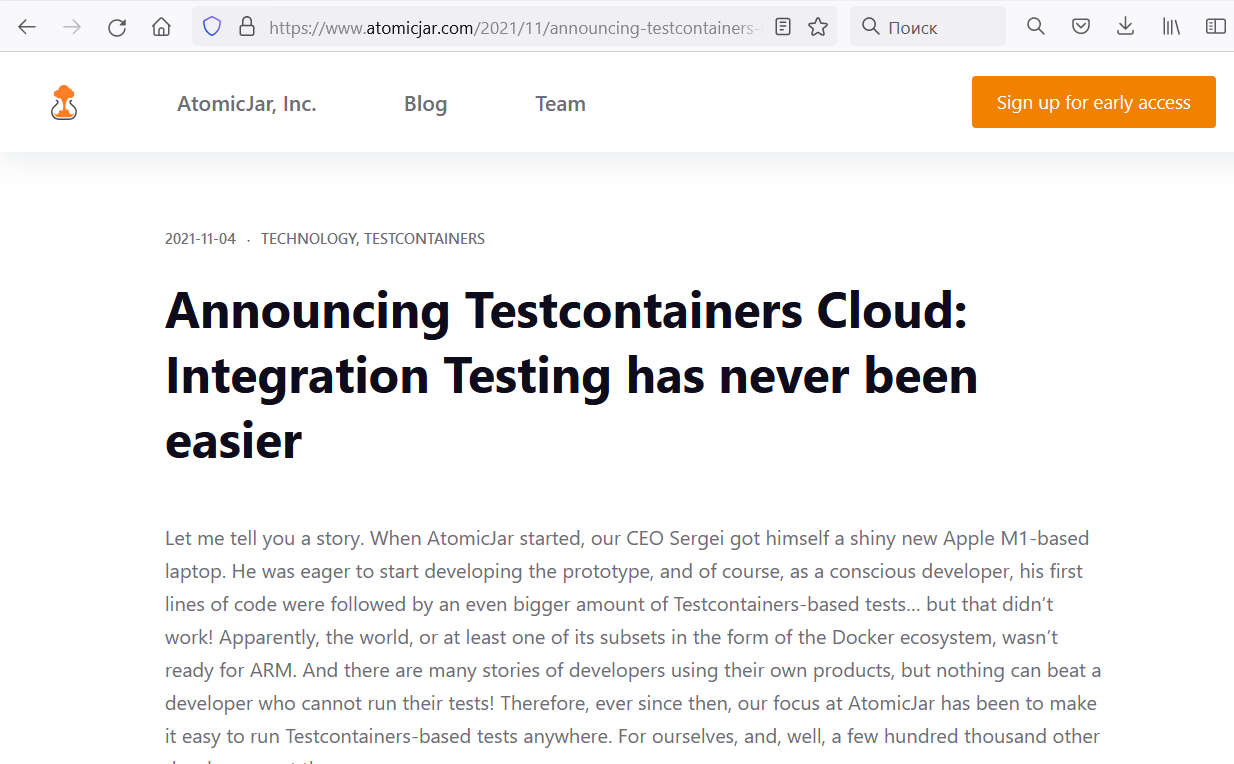 https://www.atomicjar.com/2021/11/announcing-testcontainers-
Поиск
AtomicJar, Inc.
Blog
Team
Sign up for early access
2021-11-04 · TECHNOLOGY, TESTCONTAINERS
Announcing Testcontainers Cloud:
Integration Testing has never been
easier
Let me tell you a story. When AtomicJar started, our CEO Sergei got himself a shiny new Apple M1-based
laptop. He was eager to start developing the prototype, and of course, as a conscious developer, his first
lines of code were followed by an even bigger amount of Testcontainers-based tests… but that didn’t
work! Apparently, the world, or at least one of its subsets in the form of the Docker ecosystem, wasn’t
ready for ARM. And there are many stories of developers using their own products, but nothing can beat a
developer who cannot run their tests! Therefore, ever since then, our focus at AtomicJar has been to make
it easy to run Testcontainers-based tests anywhere. For ourselves, and, well, a few hundred thousand other